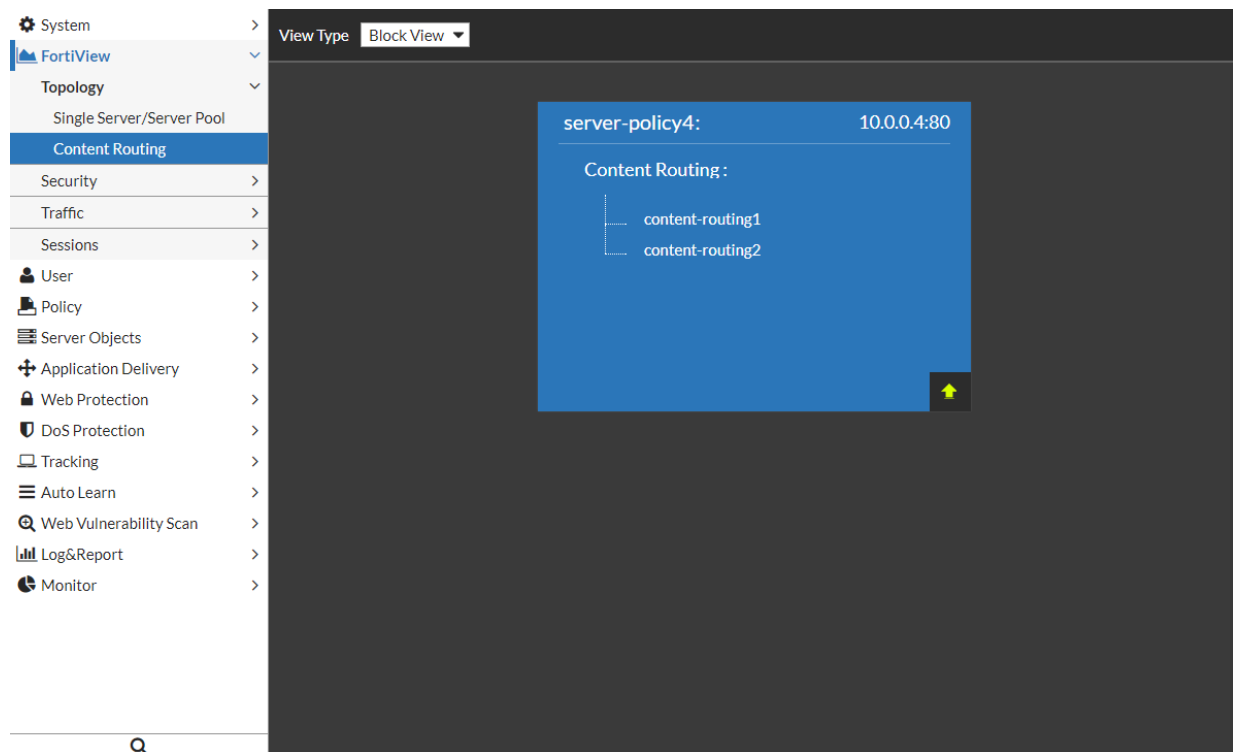 System
FortiView
Topology
Single Server/Server Pool
Content Routing
Security
Traffic
Sessions
User
Policy
Server Objects
Application Delivery
Web Protection
DoS Protection
Tracking
Auto Learn
Web Vulnerability Scan
Log&Report
Monitor
View Type Block View
server-policy4: 10.0.0.4:80
Content Routing :
content-routing1
content-routing2